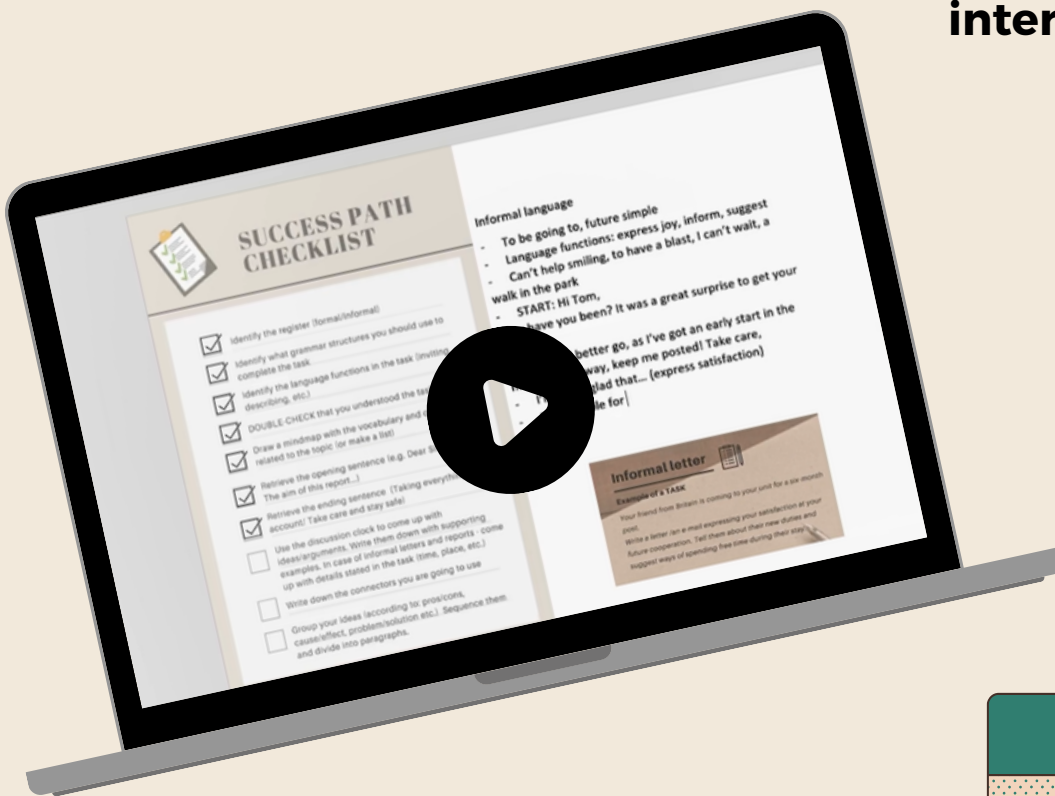 inter
SUCCESS PATH
CHECKLIST
Identify the register (formal/informal)
Identify what grammar structures you should use to
complete the task
Identify the language functions in the task (inviting,
describing, etc.)
DOUBLE-CHECK that you understood the
Draw a mindmap with the vocabulary and
related to the topic (or make a list)
Retrieve the opening sentence (e.g. Dear
The aim of this report...)
Retrieve the ending sentence (Taking
account/ Take care and stay safe)
Use the discussion clock to come up with
ideas/arguments. Write them down with supporting
examples. In case of informal letters and reports - come
up with details stated in the task (time, place, etc.)
Write down the connectors you are going to use
Group your ideas (according to: pros/cons,
cause/effect, problem/solution etc.) Sequence them
and divide into paragraphs.
Informal language
- To be going to, future simple
- Language functions: express joy, inform, suggest
- Can't help smiling, to have a blast, I can't wait, a
walk in the park
- START: Hi Tom,
have you been? It was a great surprise to get your
better go, as I've got an early start in the
way, keep me posted! Take care,
glad that... (express satisfaction)
for
Informal letter
Example of a TASK
Your friend from Britain is coming to your unit for a six-month
post.
Write a letter /an e-mail expressing your satisfaction at your
future cooperation. Tell them about their new duties and
suggest ways of spending free time during their stay.